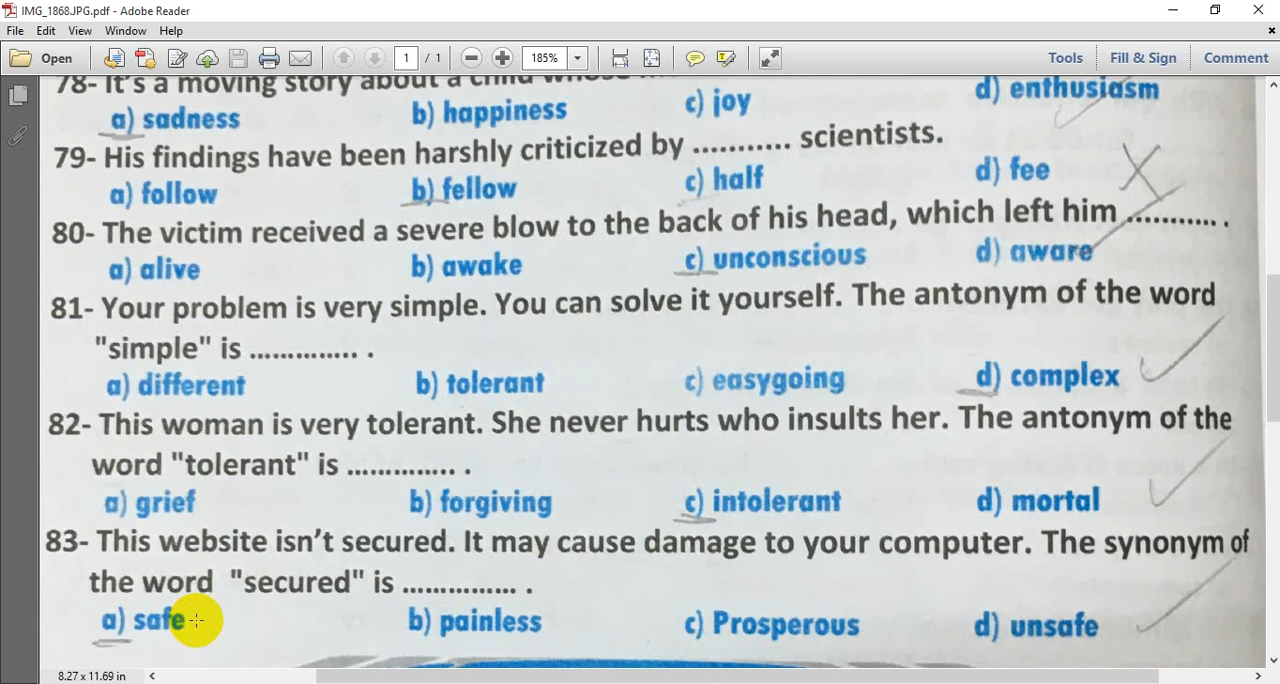 IMG_1868.JPG.pdf - Adobe Reader
File Edit View Window Help
Open 1 / 1 185% Tools Fill & Sign Comment
78- It's a moving story about a child
a) sadness b) happiness c) joy d) enthusiasm
79- His findings have been harshly criticized by ........... scientists.
a) follow b) fellow c) half d) fee
80- The victim received a severe blow to the back of his head, which left him ........... .
a) alive b) awake c) unconscious d) aware
81- Your problem is very simple. You can solve it yourself. The antonym of the word
"simple" is .............. .
a) different b) tolerant c) easygoing d) complex
82- This woman is very tolerant. She never hurts who insults her. The antonym of the
word "tolerant" is .............. .
a) grief b) forgiving c) intolerant d) mortal
83- This website isn't secured. It may cause damage to your computer. The synonym of
the word "secured" is ............... .
a) safe b) painless c) Prosperous d) unsafe
8.27 x 11.69 in